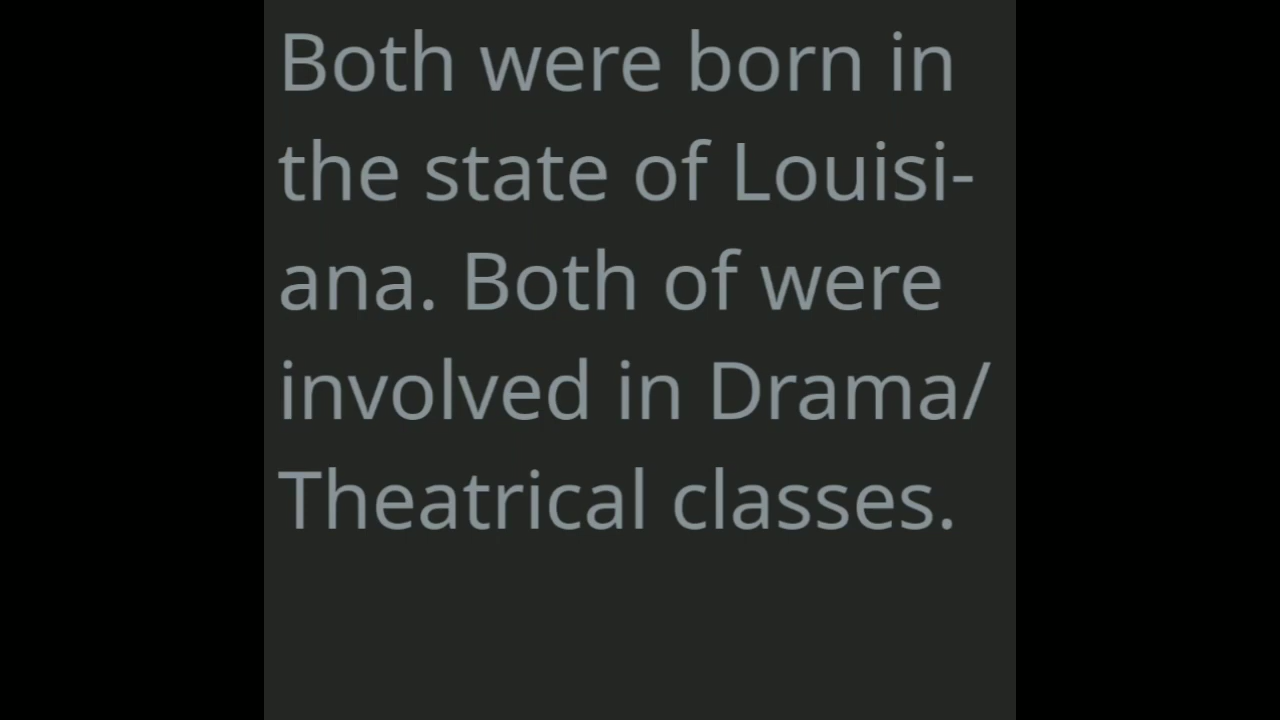 Both were born in
the state of Louisi-
ana. Both of were
involved in Drama/
Theatrical classes.